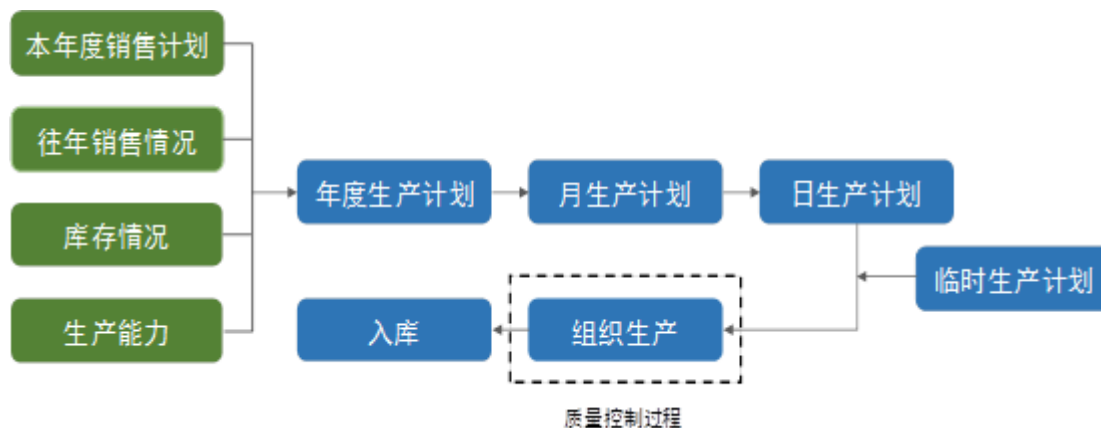 本年度销售计划
往年销售情况
库存情况
生产能力
年度生产计划
月生产计划
日生产计划
临时生产计划
组织生产
入库
质量控制过程